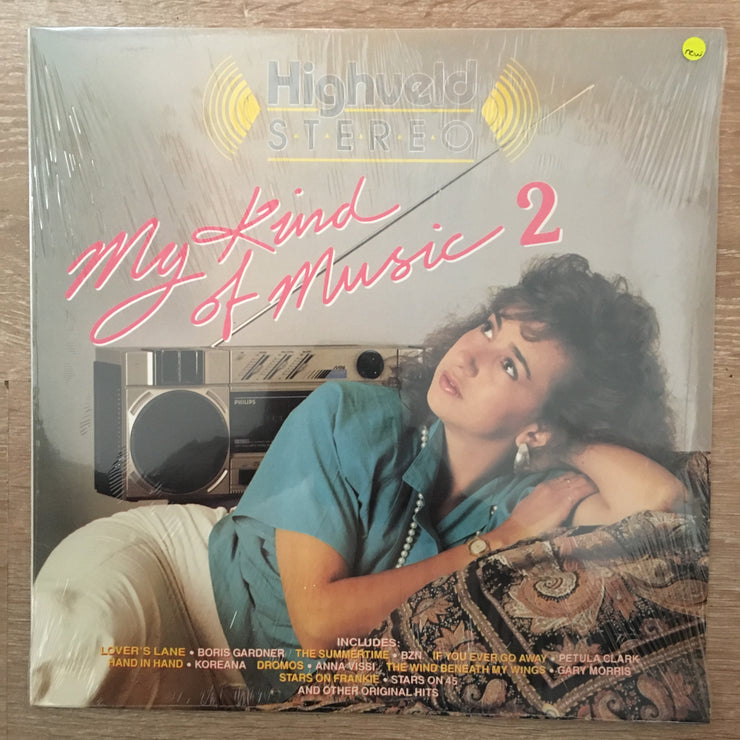 new
Highveld
S·T·E·R·E·O
My Kind
of Music 2
PHILIPS
INCLUDES:
LOVER'S LANE • BORIS GARDNER / THE SUMMERTIME • BZN. IF YOU EVER GO AWAY • PETULA CLARK
HAND IN HAND • KOREANA DROMOS • ANNA VISSI THE WIND BENEATH MY WINGS • GARY MORRIS
STARS ON FRANKIE • STARS ON 45
AND OTHER ORIGINAL HITS